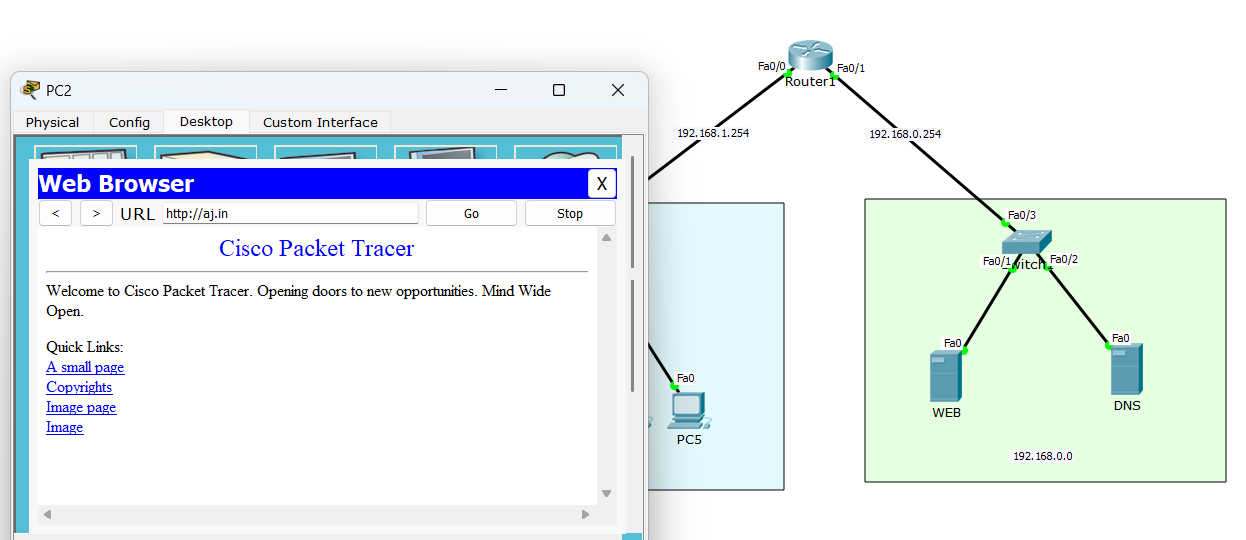 PC2
Physical
Config
Desktop
Custom Interface
Web Browser
X
<
>
URL
http://aj.in
Go
Stop
Cisco Packet Tracer
Welcome to Cisco Packet Tracer. Opening doors to new opportunities. Mind Wide
Open.
Quick Links:
A small page
Copyrights
Image page
Image
Fa0/0
Fa0/1
Router1
192.168.1.254
192.168.0.254
Fa0/3
Fa0/1
Fa0/2
Fa0
PC5
Fa0
WEB
Fa0
DNS
192.168.0.0